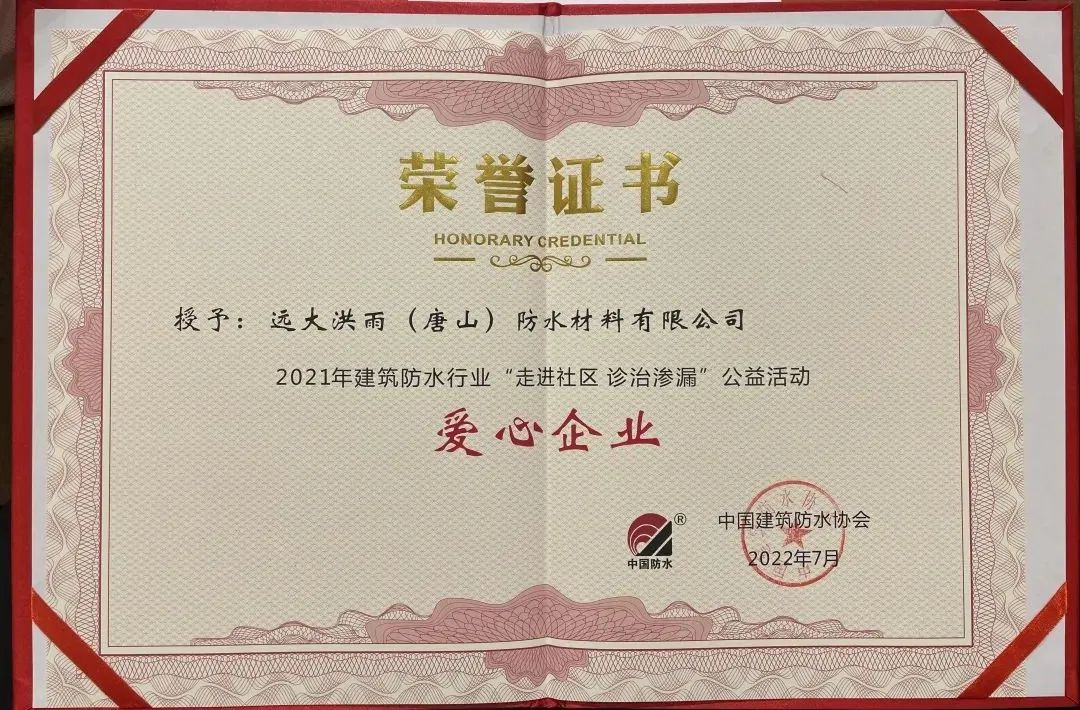 荣誉证书
HONORARY CREDENTIAL
授予：远大洪雨（唐山）防水材料有限公司
2021年建筑防水行业“走进社区 诊治渗漏”公益活动
爱心企业
®
中国防水
中国建筑防水协会
2022年7月